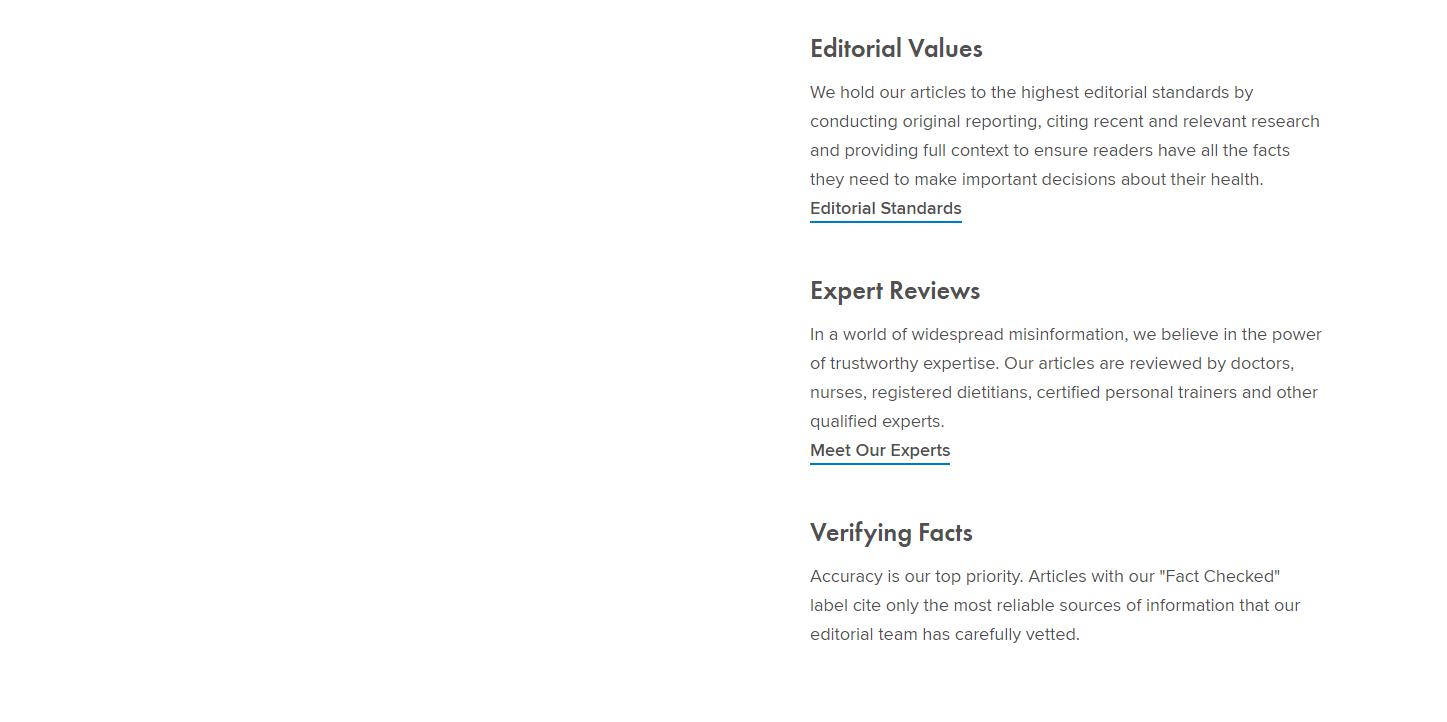 Editorial Values
We hold our articles to the highest editorial standards by
conducting original reporting, citing recent and relevant research
and providing full context to ensure readers have all the facts
they need to make important decisions about their health.
Editorial Standards
Expert Reviews
In a world of widespread misinformation, we believe in the power
of trustworthy expertise. Our articles are reviewed by doctors,
nurses, registered dietitians, certified personal trainers and other
qualified experts.
Meet Our Experts
Verifying Facts
Accuracy is our top priority. Articles with our "Fact Checked"
label cite only the most reliable sources of information that our
editorial team has carefully vetted.